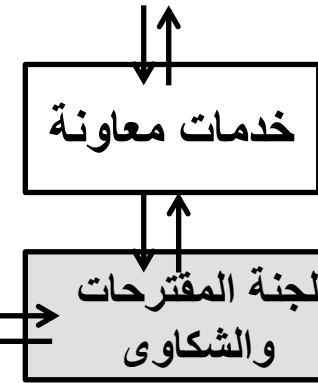 خدمات معاونة
لجنة المقترحات
والشكاوى